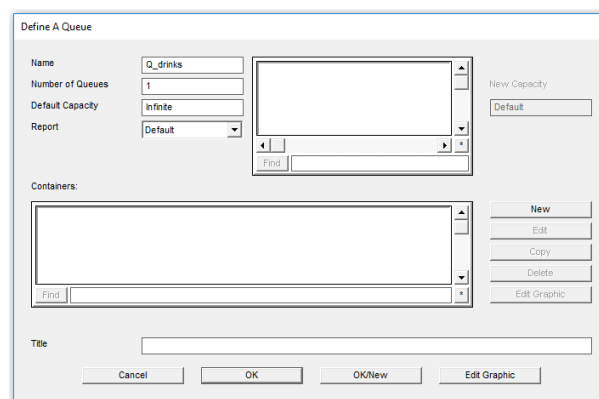 Define A Queue
Name Q_drinks
Number of Queues 1
New Capacity
Default Capacity Infinite
Default
Report Default
* 
Find
Containers:
New
Edit
Copy
Delete
Find *
Edit Graphic
Title
Cancel OK OK/New Edit Graphic